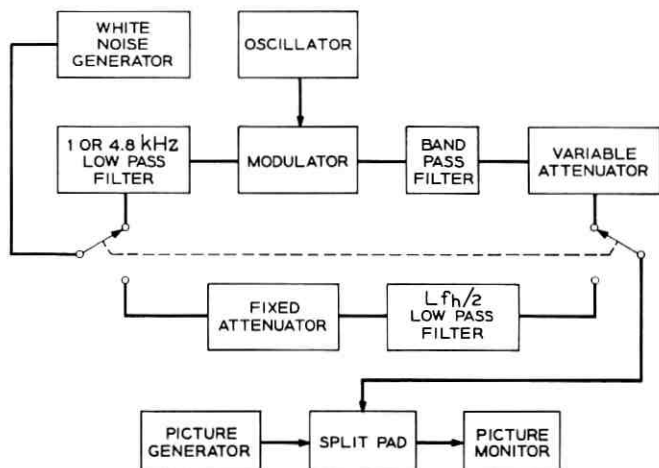 WHITE
NOISE
GENERATOR
OSCILLATOR
1 OR 4.8 kHz
LOW PASS
FILTER
MODULATOR
BAND
PASS
FILTER
VARIABLE
ATTENUATOR
FIXED
ATTENUATOR
Lfh/2
LOW PASS
FILTER
PICTURE
GENERATOR
SPLIT PAD
PICTURE
MONITOR